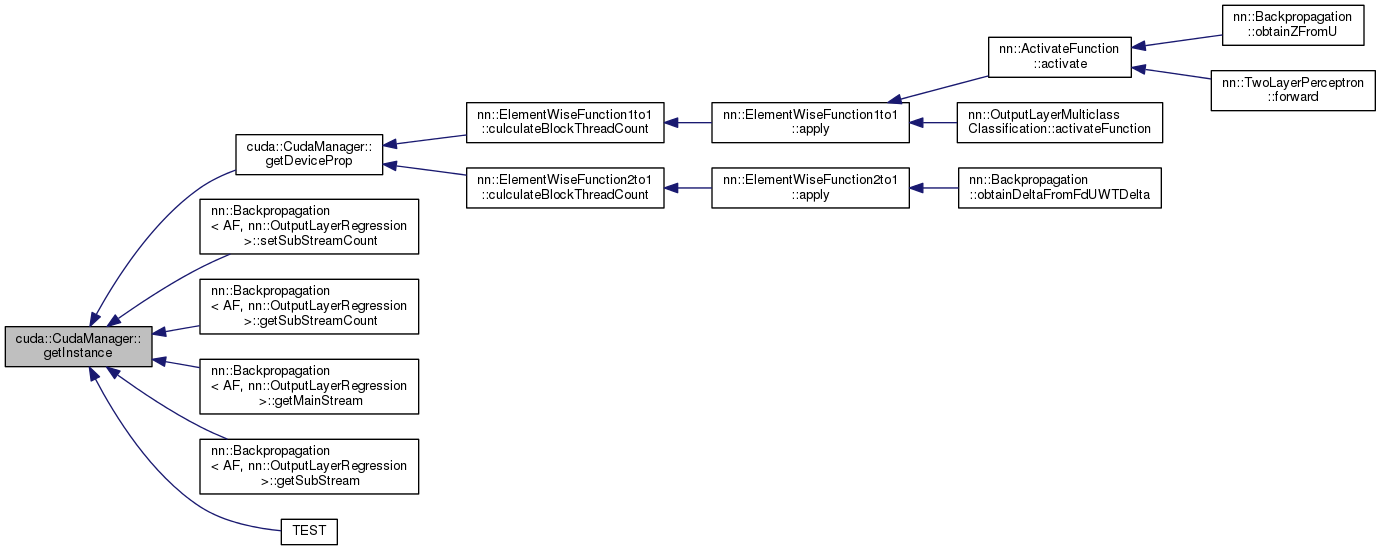 nn::Backpropagation
::obtainZFromU
nn::ActivateFunction
::activate
nn::TwoLayerPerceptron
::forward
nn::ElementWiseFunction1to1
::culculateBlockThreadCount
nn::ElementWiseFunction1to1
::apply
nn::OutputLayerMulticlass
Classification::activateFunction
cuda::CudaManager::
getDeviceProp
nn::ElementWiseFunction2to1
::culculateBlockThreadCount
nn::ElementWiseFunction2to1
::apply
nn::Backpropagation
::obtainDeltaFromFdUWTDelta
nn::Backpropagation
< AF, nn::OutputLayerRegression
>::setSubStreamCount
nn::Backpropagation
< AF, nn::OutputLayerRegression
>::getSubStreamCount
cuda::CudaManager::
getInstance
nn::Backpropagation
< AF, nn::OutputLayerRegression
>::getMainStream
nn::Backpropagation
< AF, nn::OutputLayerRegression
>::getSubStream
TEST